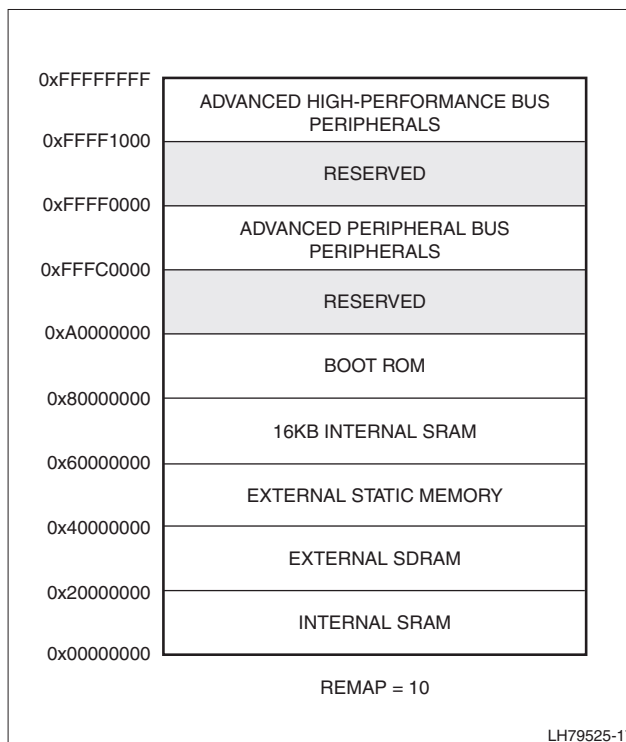 0xFFFFFFFF
ADVANCED HIGH-PERFORMANCE BUS
PERIPHERALS
0xFFFF1000
RESERVED
0xFFFF0000
ADVANCED PERIPHERAL BUS
PERIPHERALS
0xFFFC0000
RESERVED
0xA0000000
BOOT ROM
0x80000000
16KB INTERNAL SRAM
0x60000000
EXTERNAL STATIC MEMORY
0x40000000
EXTERNAL SDRAM
0x20000000
INTERNAL SRAM
0x00000000
REMAP = 10